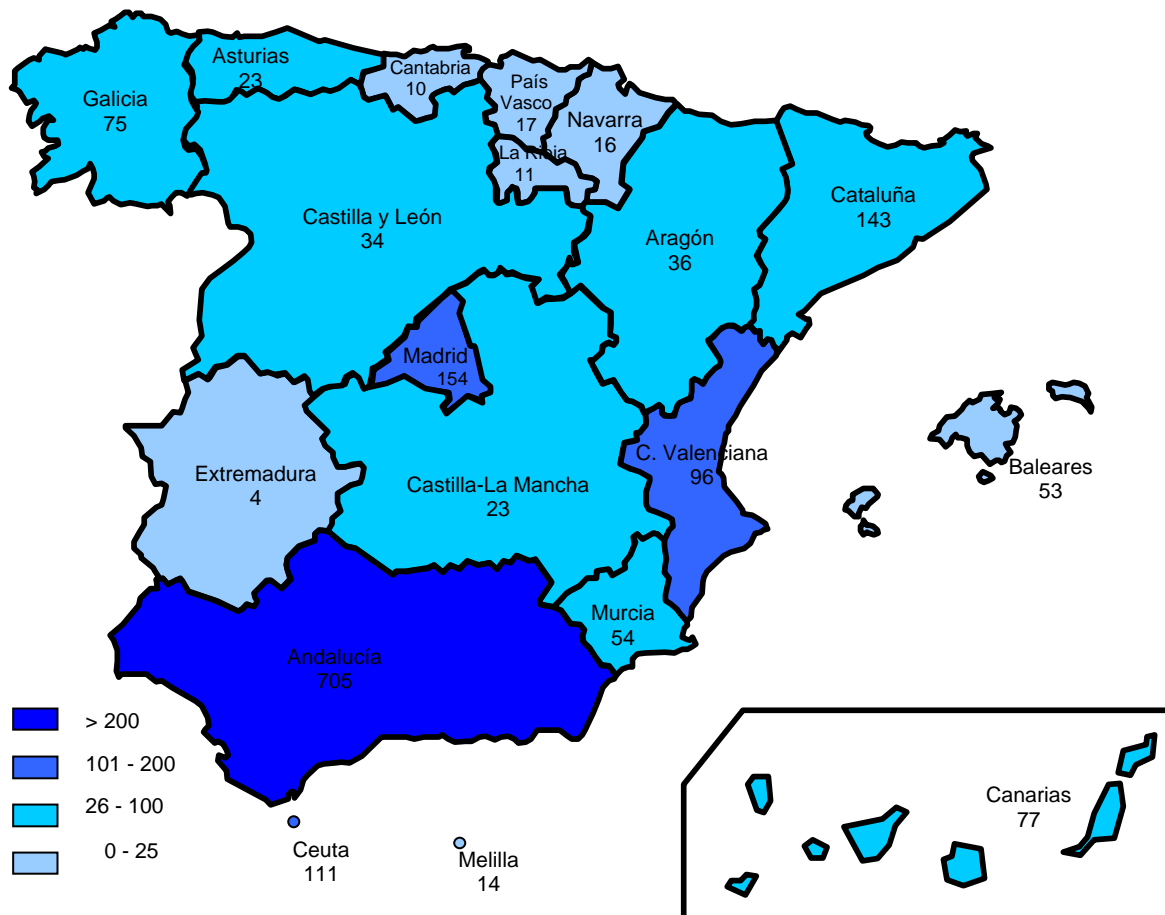 Asturias
23
Cantabria
10
País
Vasco
17
Navarra
16
Galicia
75
La Rioja
11
Castilla y León
34
Aragón
36
Cataluña
143
Madrid
154
C. Valenciana
96
Baleares
53
Extremadura
4
Castilla-La Mancha
23
Murcia
54
Andalucía
705
> 200
101 - 200
26 - 100
0 - 25
Ceuta
111
Melilla
14
Canarias
77